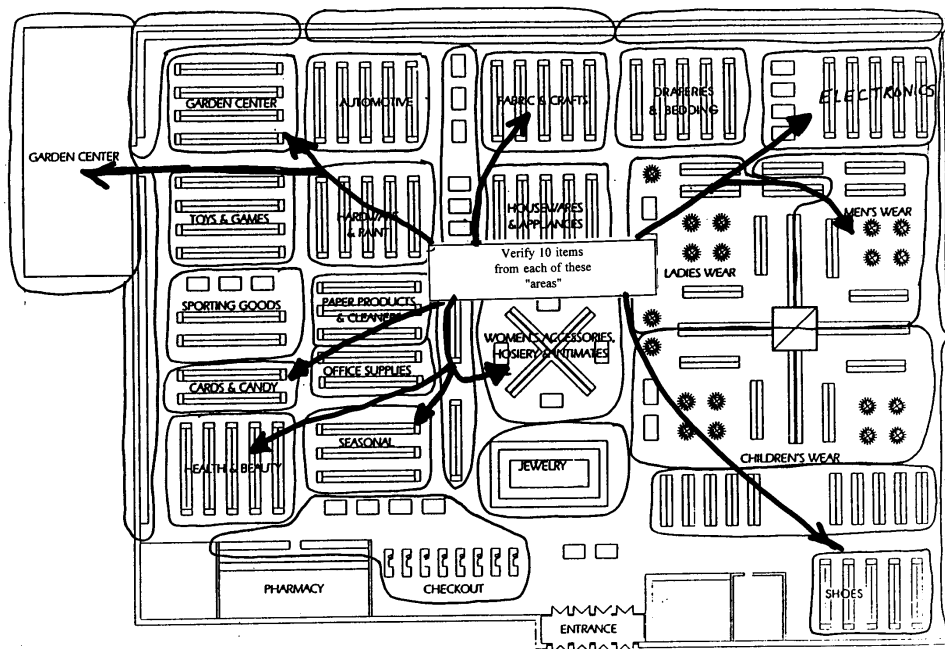 GARDEN CENTER
AUTOMOTIVE
FABRIC & CRAFTS
DRAPERIES
& BEDDING
ELECTRONICS
GARDEN CENTER
TOYS & GAMES
HARDWARE
& PAINT
HOUSEWARES
& APPLIANCES
MEN'S WEAR
Verify 10 items
from each of these
"areas"
LADIES WEAR
SPORTING GOODS
PAPER PRODUCTS
& CLEANERS
WOMEN'S ACCESSORIES,
HOSIERY & INTIMATES
CARDS & CANDY
OFFICE SUPPLIES
SEASONAL
HEALTH & BEAUTY
JEWELRY
CHILDREN'S WEAR
PHARMACY
CHECKOUT
SHOES
ENTRANCE